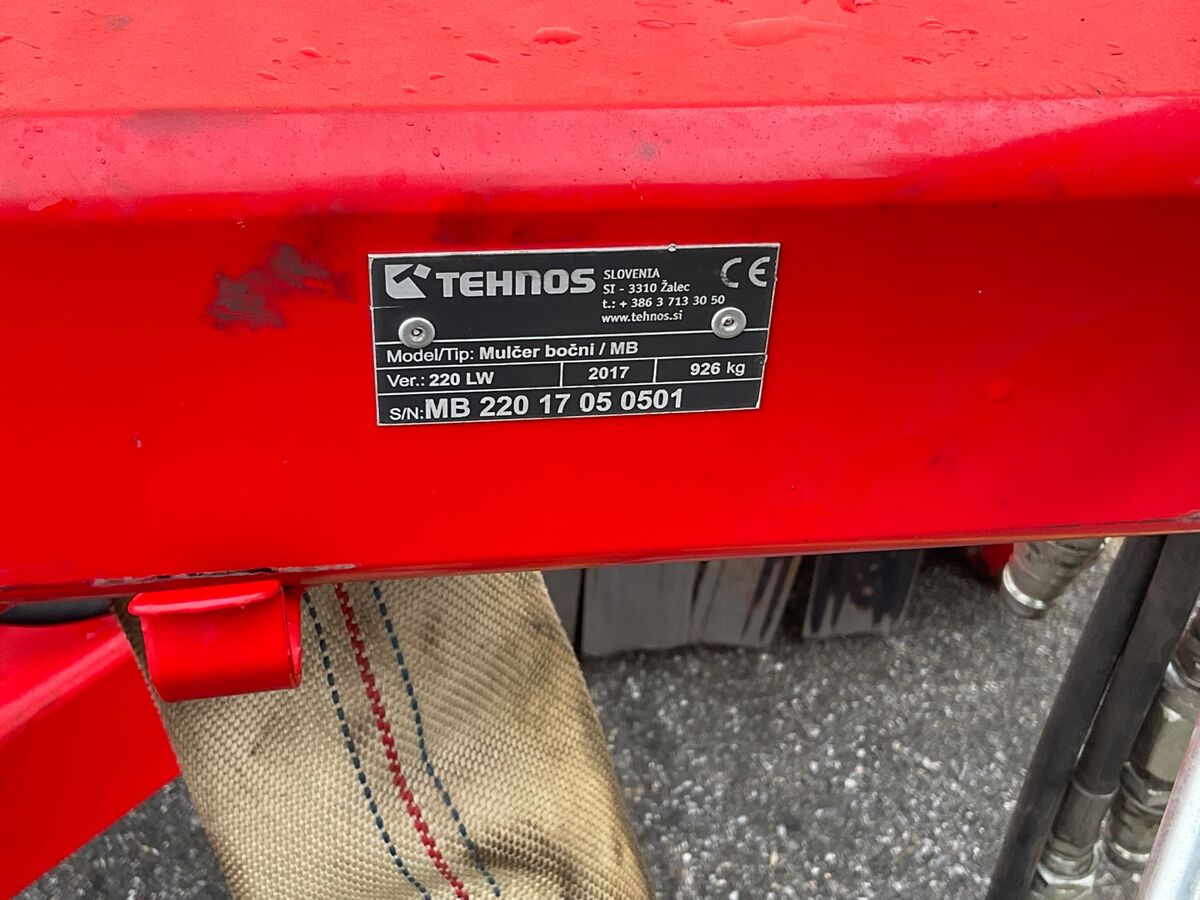 TEHNOS
SLOVENIA
SI - 3310 Žalec
t.: + 386 3 713 30 50
www.tehnos.si
CE
Model/Tip: Mulčer bočni / MB
Ver.: 220 LW 2017 926 kg
S/N: MB 220 17 05 0501